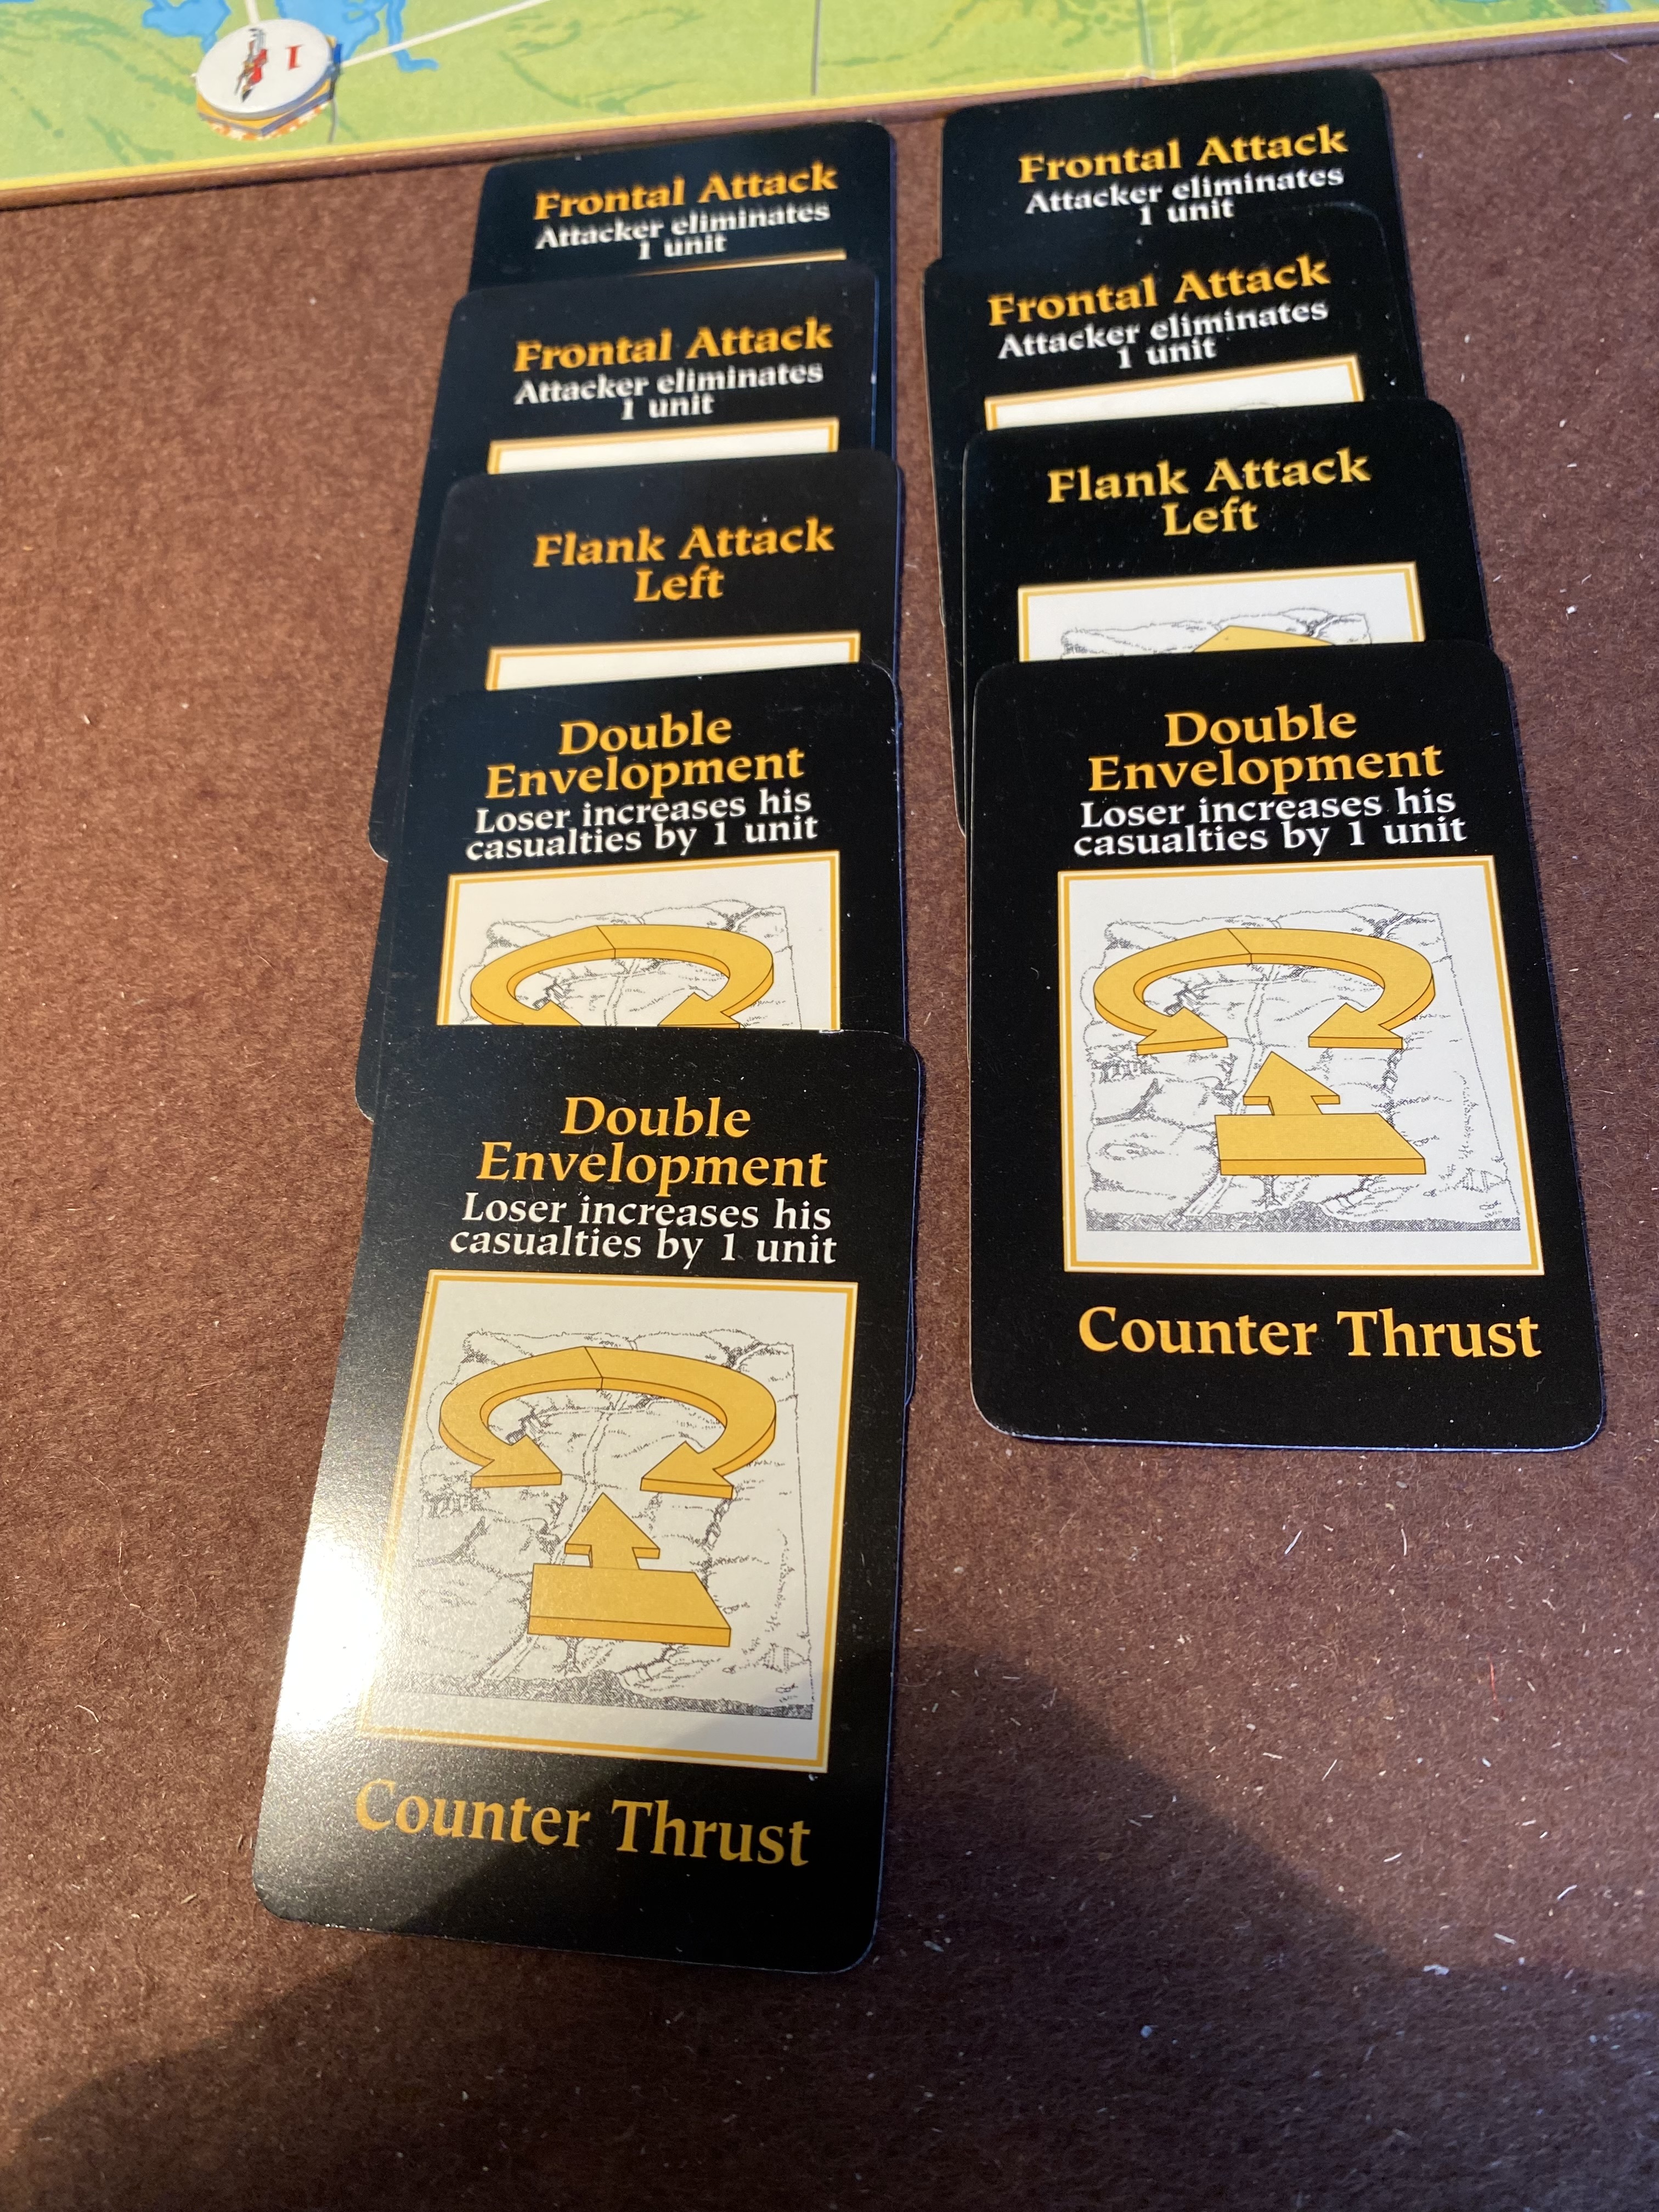 1
Frontal Attack
Attacker eliminates
1 unit
Frontal Attack
Attacker eliminates
1 unit
Flank Attack
Left
Double
Envelopment
Loser increases his
casualties by 1 unit
Double
Envelopment
Loser increases his
casualties by 1 unit
Counter Thrust
Frontal Attack
Attacker eliminates
1 unit
Frontal Attack
Attacker eliminates
1 unit
Flank Attack
Left
Double
Envelopment
Loser increases his
casualties by 1 unit
Counter Thrust